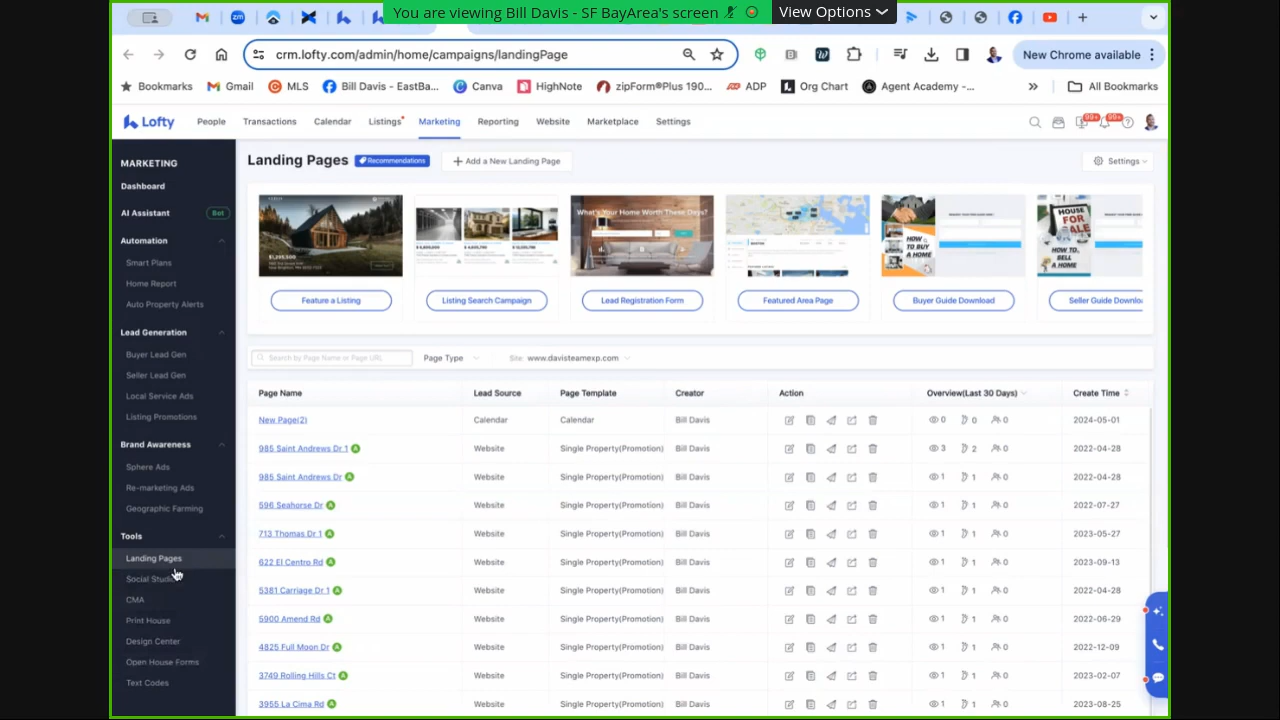 You are viewing Bill Davis - SF BayArea's screen
View Options
crm.lofty.com/admin/home/campaigns/landingPage
New Chrome available
Bookmarks Gmail MLS Bill Davis - EastBa... Canva HighNote zipForm®Plus 190... ADP Org Chart Agent Academy -... » All Bookmarks
Lofty People Transactions Calendar Listings Marketing Reporting Website Marketplace Settings 99+ 99+
MARKETING
Dashboard
AI Assistant Bet
Automation
Smart Plans
Home Report
Auto Property Alerts
Lead Generation
Buyer Lead Gen
Seller Lead Gen
Local Service Ads
Listing Promotions
Brand Awareness
Sphere Ads
Re-marketing Ads
Geographic Farming
Tools
Landing Pages
Social Studio
CMA
Print House
Design Center
Open House Forms
Text Codes
Landing Pages Recommendations + Add a New Landing Page Settings
What's Your Home Worth These Days?
HOW TO BUY A HOME
HOUSE FOR SALE
HOW TO SELL A HOME
Feature a Listing Listing Search Campaign Lead Registration Form Featured Area Page Buyer Guide Download Seller Guide Downloa
Search by Page Name or Page URL Page Type Site: www.davisteamexp.com
Page Name Lead Source Page Template Creator Action Overview(Last 30 Days) Create Time
New Page(2) Calendar Calendar Bill Davis 0 0 0 2024-05-01
985 Saint Andrews Dr 1 A Website Single Property(Promotion) Bill Davis 3 2 0 2022-04-28
985 Saint Andrews Dr A Website Single Property(Promotion) Bill Davis 1 1 0 2022-04-28
596 Seahorse Dr A Website Single Property(Promotion) Bill Davis 1 1 0 2022-07-27
713 Thomas Dr 1 A Website Single Property(Promotion) Bill Davis 1 1 0 2023-05-27
622 El Centro Rd A Website Single Property(Promotion) Bill Davis 1 1 0 2023-09-13
5381 Carriage Dr 1 A Website Single Property(Promotion) Bill Davis 1 1 0 2022-04-28
5900 Amend Rd A Website Single Property(Promotion) Bill Davis 1 1 0 2022-06-29
4825 Full Moon Dr A Website Single Property(Promotion) Bill Davis 1 1 0 2022-12-09
3749 Rolling Hills Ct A Website Single Property(Promotion) Bill Davis 1 1 0 2023-02-07
3955 La Cima Rd A Website Single Property(Promotion) Bill Davis 1 1 0 2023-08-25